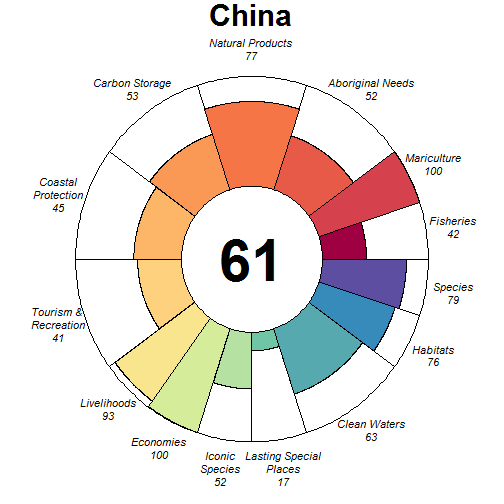 China
Natural Products
77
Carbon Storage
53
Aboriginal Needs
52
Mariculture
100
Coastal
Protection
45
Fisheries
42
61
Species
79
Tourism &
Recreation
41
Habitats
76
Livelihoods
93
Clean Waters
63
Economies
100
Iconic
Species
52
Lasting Special
Places
17